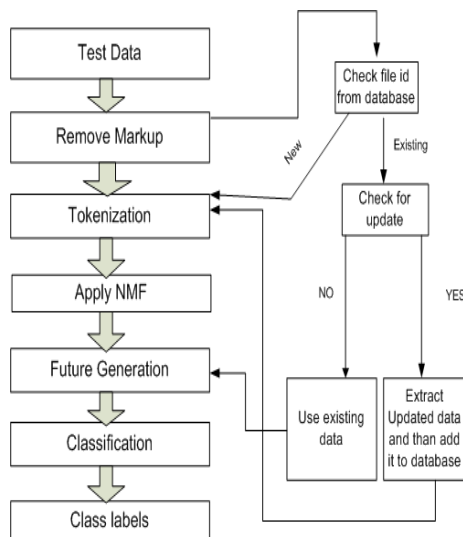 Test Data
Remove Markup
Tokenization
Apply NMF
Future Generation
Classification
Class labels
Check file id
from database
New
Existing
Check for
update
NO
YES
Use existing
data
Extract
Updated data
and than add
it to database